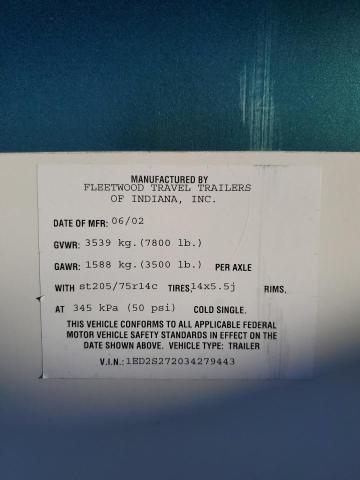 MANUFACTURED BY
FLEETWOOD TRAVEL TRAILERS
OF INDIANA, INC.
DATE OF MFR: 06/02
GVWR: 3539 kg.(7800 lb.)
GAWR: 1588 kg.(3500 lb.) PER AXLE
WITH st205/75r14c TIRES,14x5.5j RIMS.
AT 345 kPa (50 psi) COLD SINGLE.
THIS VEHICLE CONFORMS TO ALL APPLICABLE FEDERAL
MOTOR VEHICLE SAFETY STANDARDS IN EFFECT ON THE
DATE SHOWN ABOVE. VEHICLE TYPE: TRAILER
V.I.N.: 1ED2S272034279443